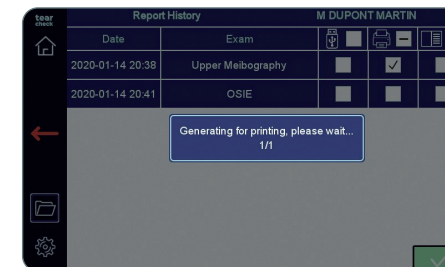 tear
check
Report History M DUPONT MARTIN
Date Exam
2020-01-14 20:38 Upper Meibography
2020-01-14 20:41 OSIE
Generating for printing, please wait...
1/1